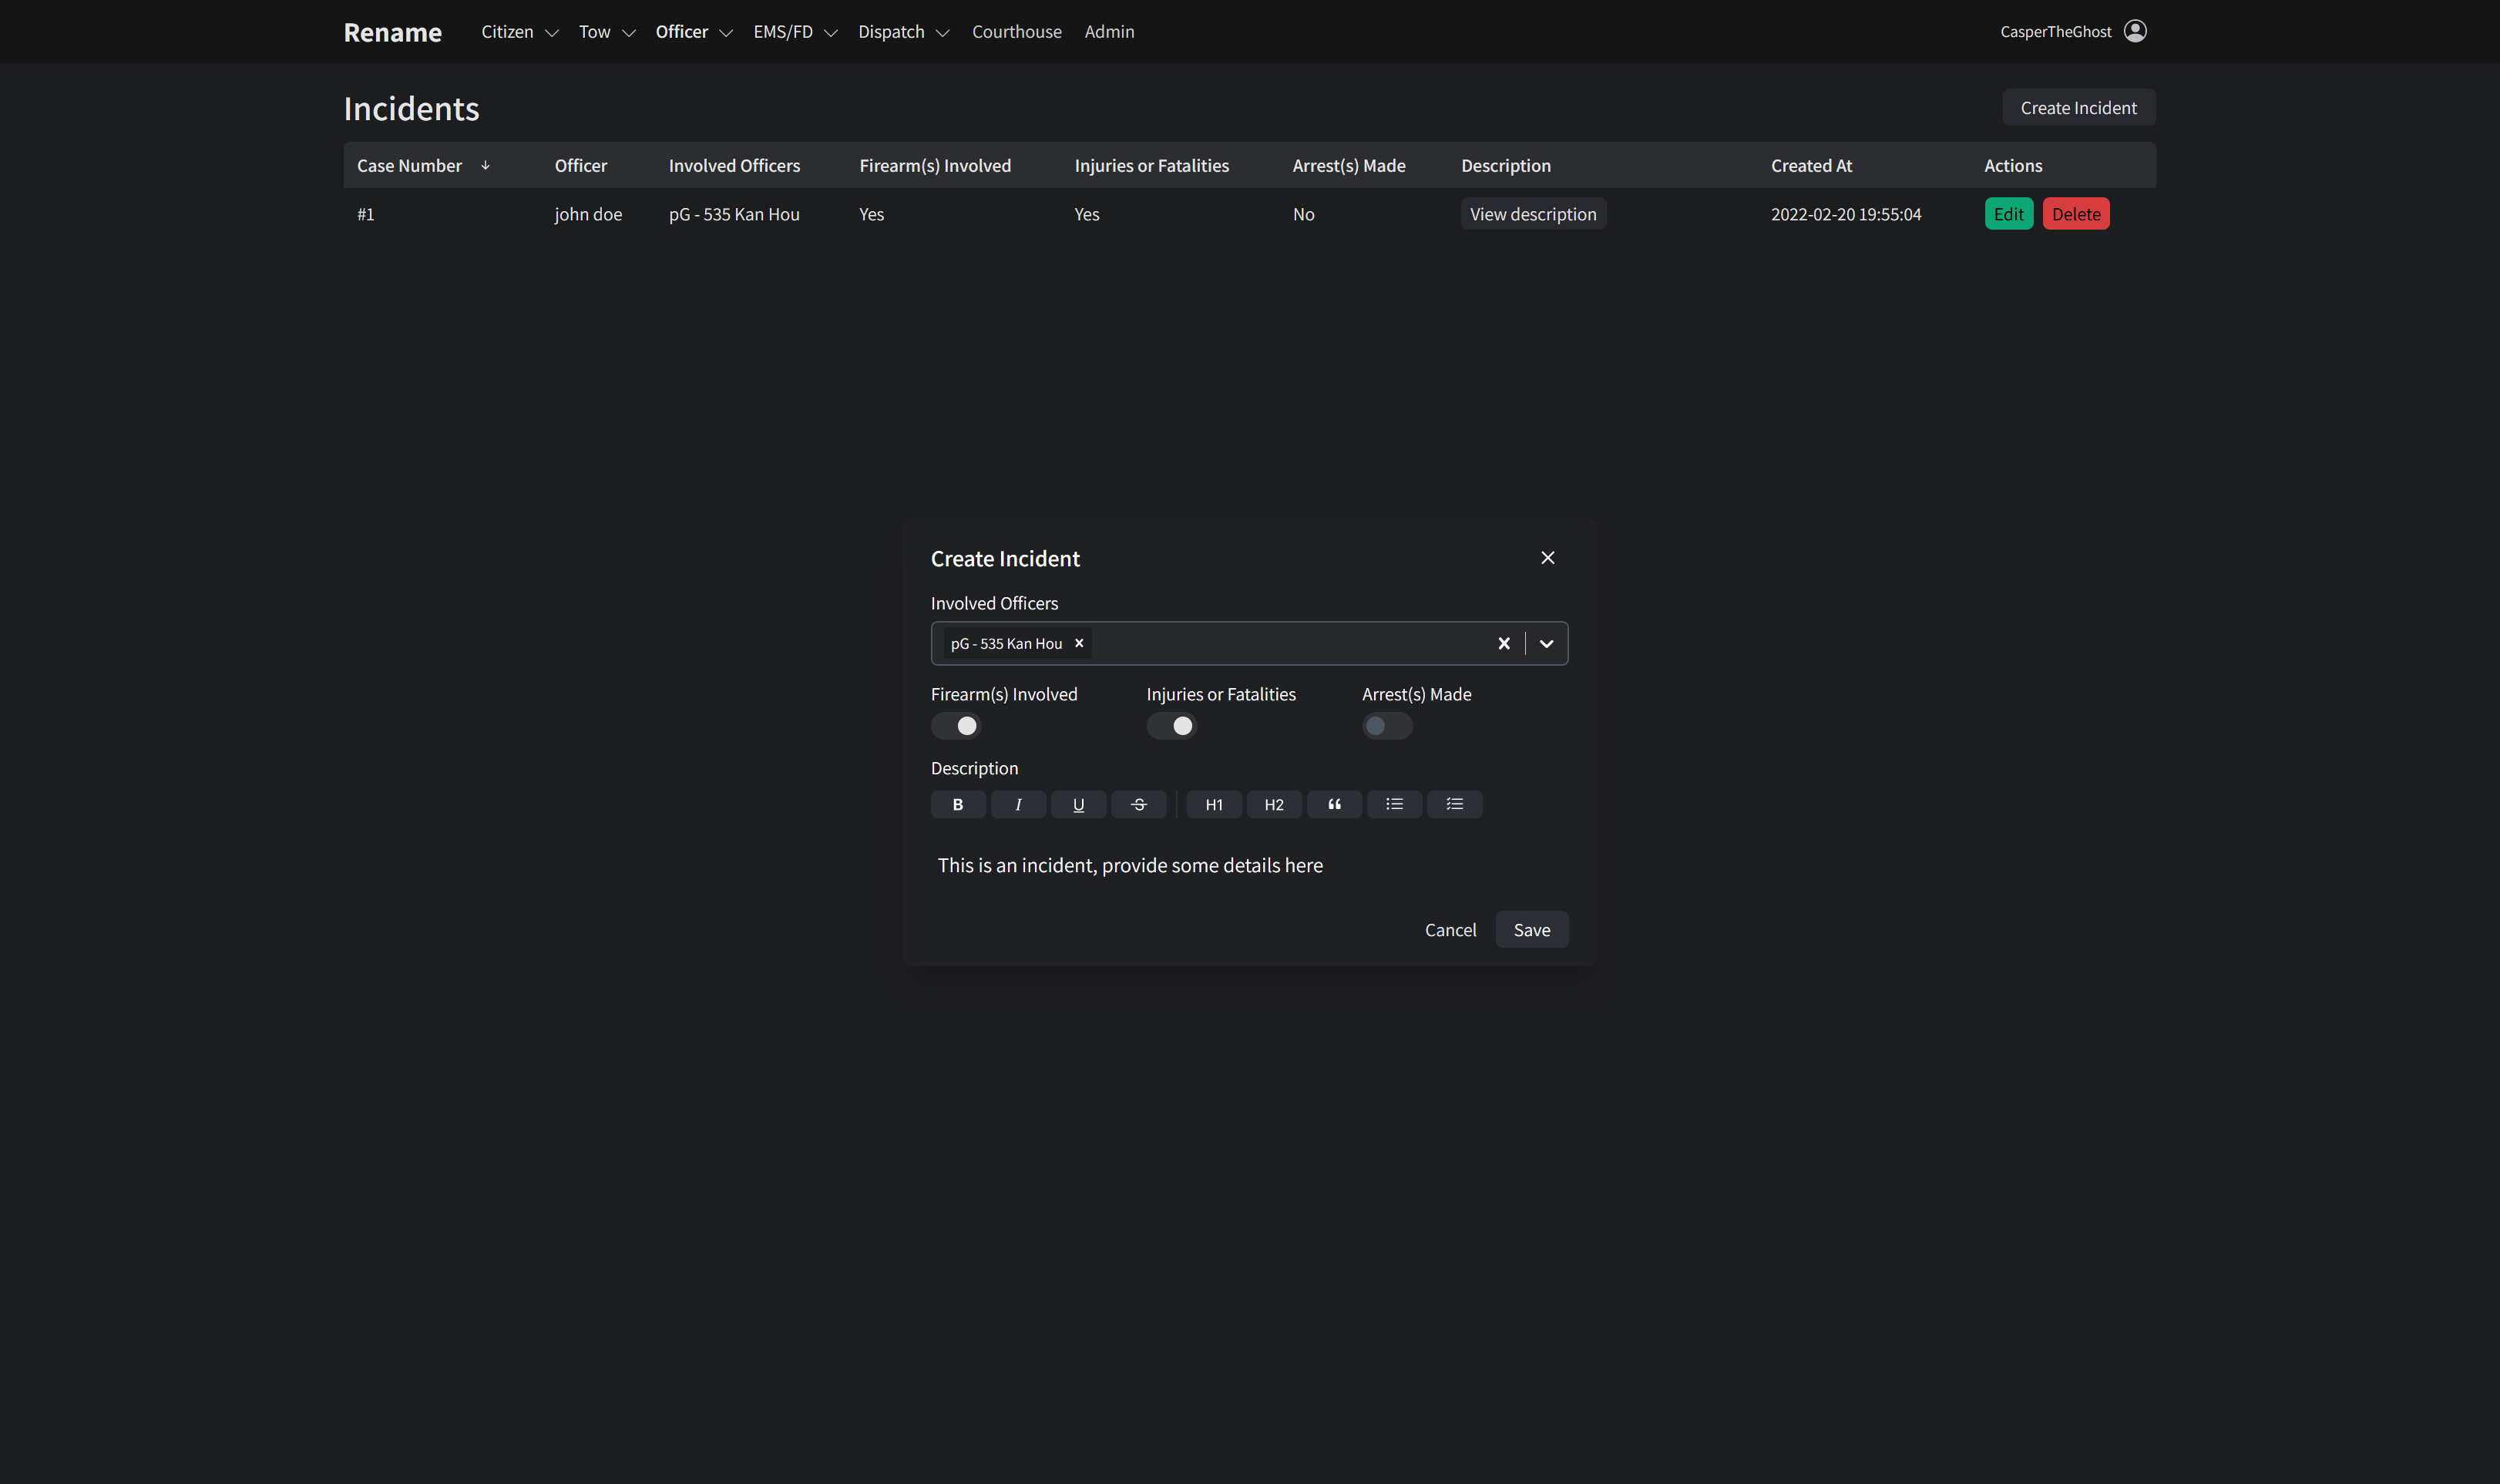 Rename Citizen Tow Officer EMS/FD Dispatch Courthouse Admin CasperTheGhost
Incidents Create Incident
Case Number Officer Involved Officers Firearm(s) Involved Injuries or Fatalities Arrest(s) Made Description Created At Actions
#1 john doe pG - 535 Kan Hou Yes Yes No View description 2022-02-20 19:55:04 Edit Delete
Create Incident
Involved Officers
pG - 535 Kan Hou
Firearm(s) Involved Injuries or Fatalities Arrest(s) Made
Description
B I U S H1 H2 “
This is an incident, provide some details here
Cancel Save